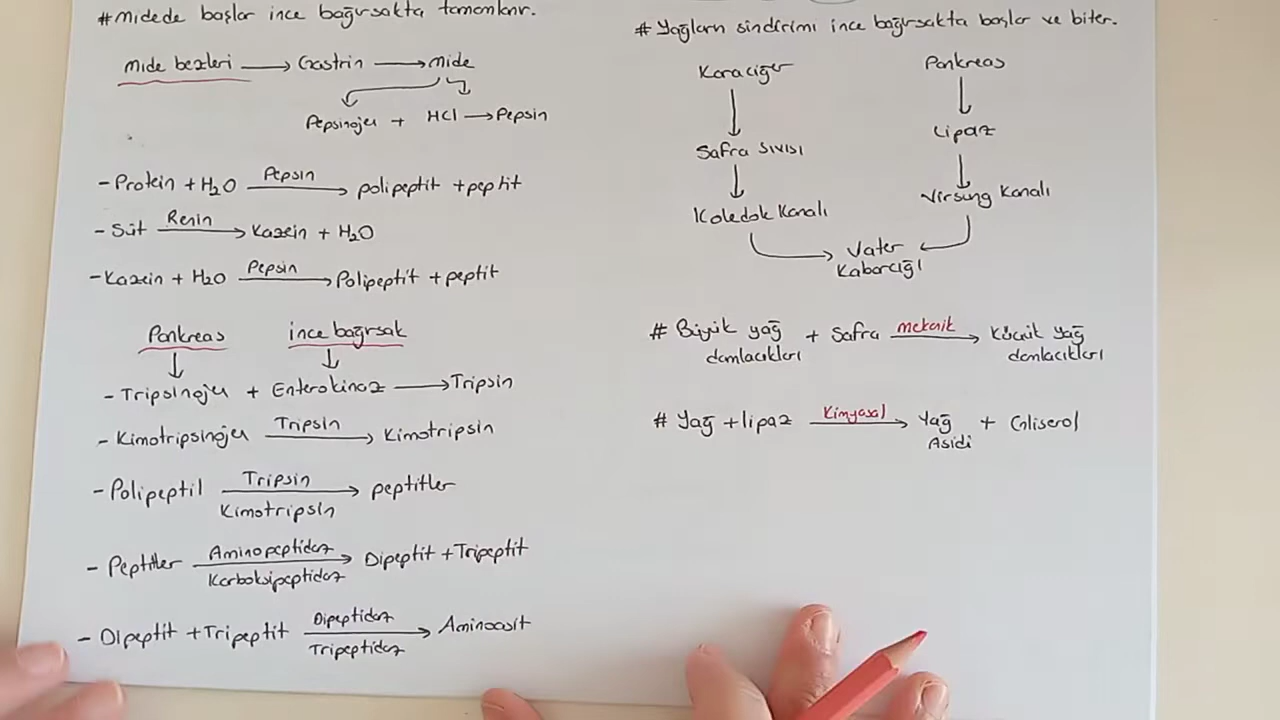 # Midede başlar ince bağırsakta tamamlanır.
Mide bezleri → Gastrin → Mide
Pepsinojen + HCl → Pepsin
- Protein + H₂O Pepsin → polipeptit + peptit
- Süt Renin → Kazein + H₂O
- Kazein + H₂O Pepsin → Polipeptit + peptit
Pankreas ince bağırsak
- Tripsinojen + Enterokinaz → Tripsin
- Kimotripsinojen Tripsin → Kimotripsin
- Polipeptil Tripsin → peptitler
Kimotripsin
- Peptitler Aminopeptidaz → Dipeptit + Tripeptit
Karboksipeptidaz
- Dipeptit + Tripeptit Dipeptidaz → Aminoasit
Tripeptidaz
# Yağların sindirimi ince bağırsakta başlar ve biter.
Karaciğer Pankreas
Safra Sıvısı Lipaz
Koledok Kanalı Virsung Kanalı
Vater
Kabarcığı
# Büyük yağ + Safra mekanik → Küçük yağ
damlacıkları damlacıkları
# Yağ + lipaz Kimyasal → Yağ + Gliserol
Asidi